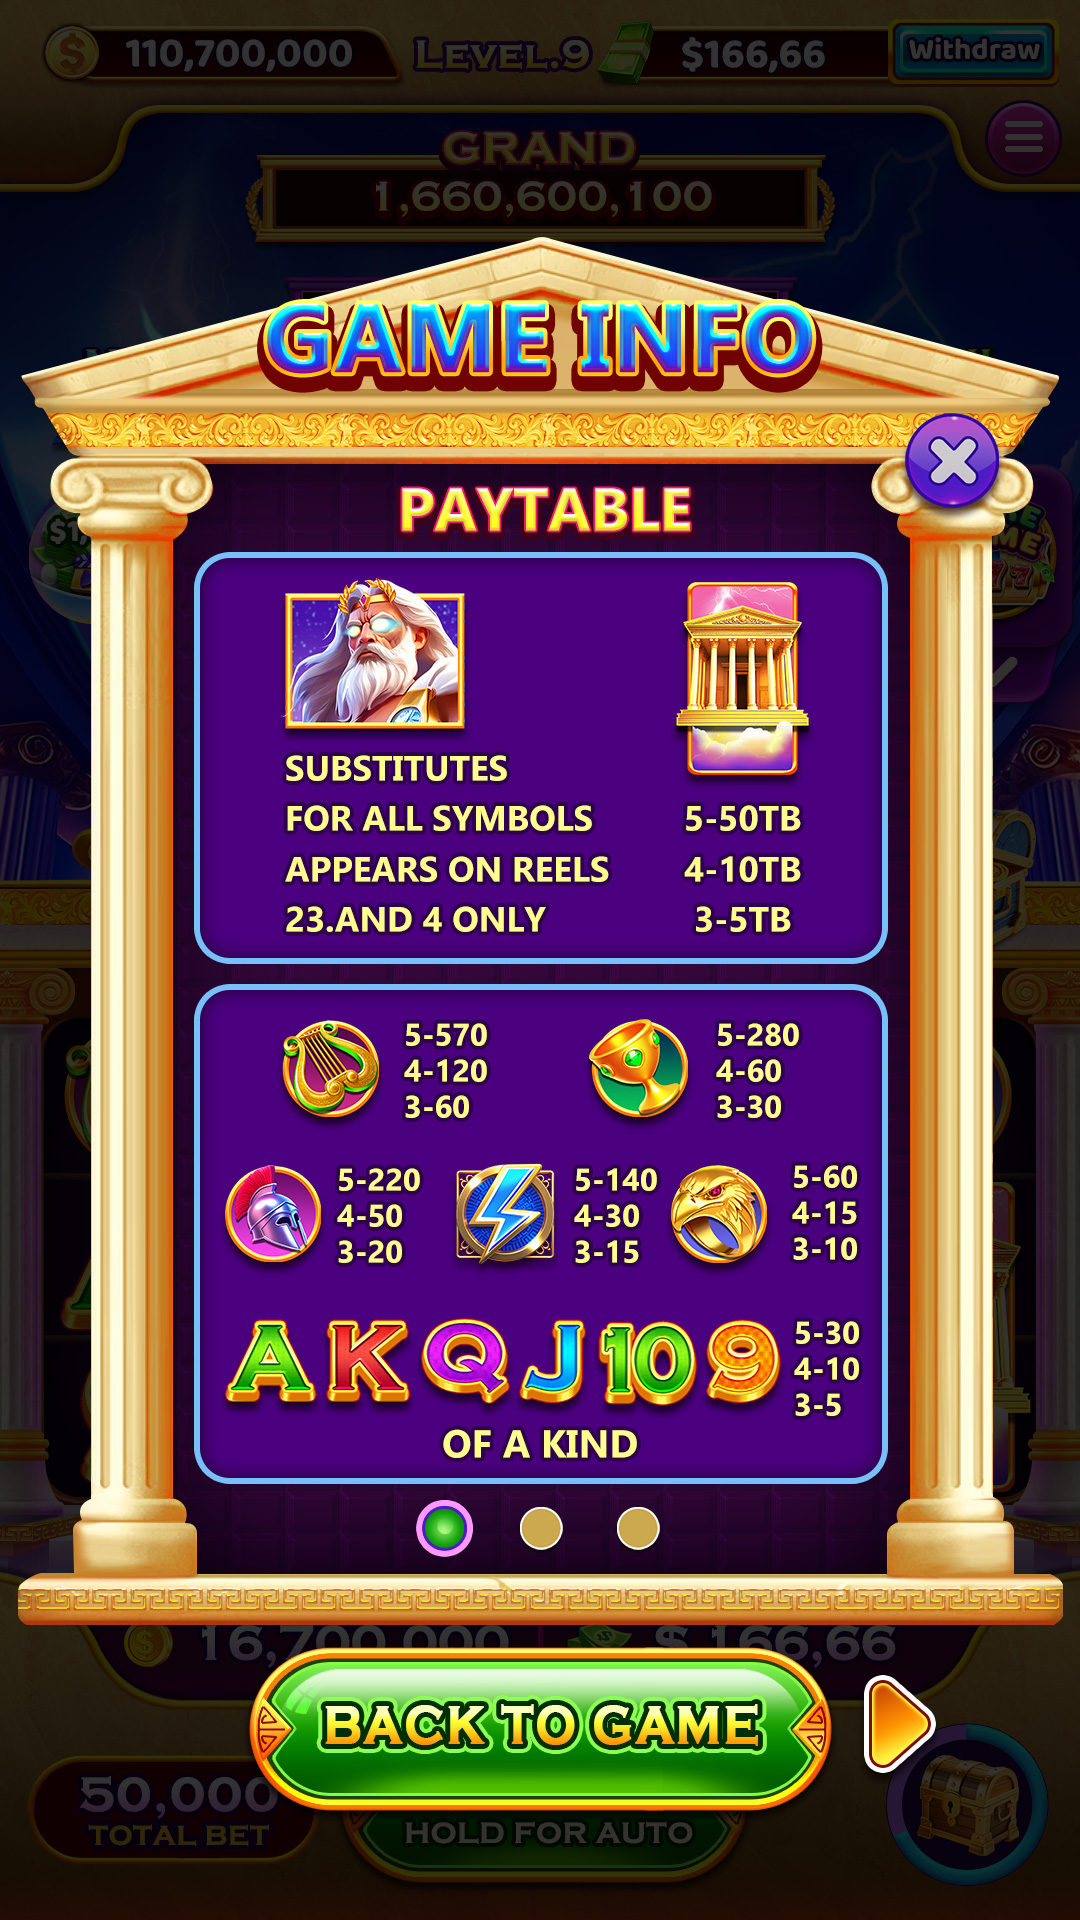 110,700,000
LEVEL.9
$166,66
Withdraw
GRAND
1,660,600,100
GAME INFO
PAYTABLE
SUBSTITUTES
FOR ALL SYMBOLS
APPEARS ON REELS
23.AND 4 ONLY
5-50TB
4-10TB
3-5TB
5-570
4-120
3-60
5-280
4-60
3-30
5-220
4-50
3-20
5-140
4-30
3-15
5-60
4-15
3-10
A K Q J 10 9
5-30
4-10
3-5
OF A KIND
16,700,000
$ 166,66
BACK TO GAME
50,000
TOTAL BET
HOLD FOR AUTO